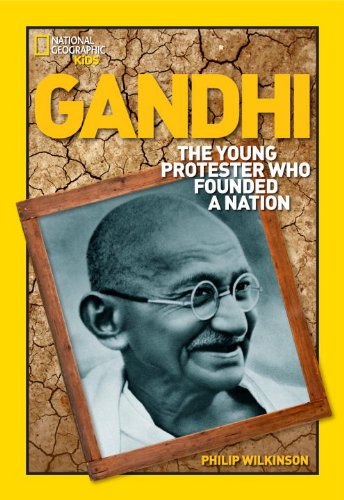 NATIONAL
GEOGRAPHIC
KiDS
GANDHI
THE YOUNG
PROTESTER WHO
FOUNDED
A NATION
PHILIP WILKINSON